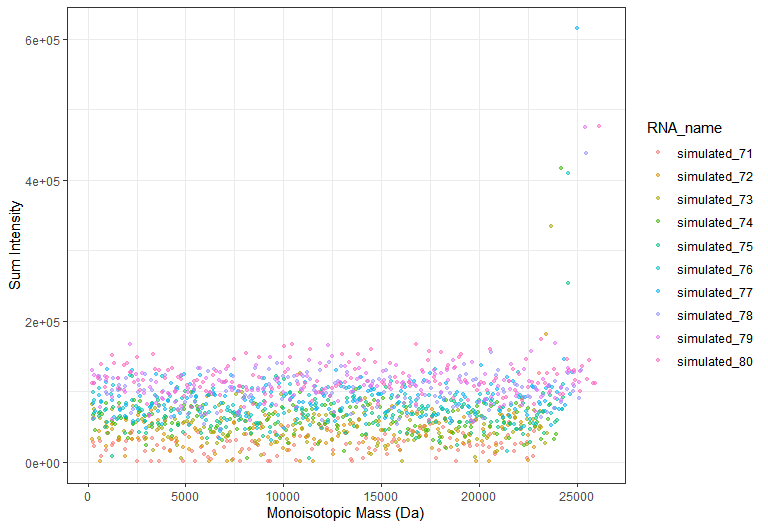 6e+05
4e+05
2e+05
0e+00
Sum Intensity
0
5000
10000
15000
20000
25000
Monoisotopic Mass (Da)
RNA_name
simulated_71
simulated_72
simulated_73
simulated_74
simulated_75
simulated_76
simulated_77
simulated_78
simulated_79
simulated_80